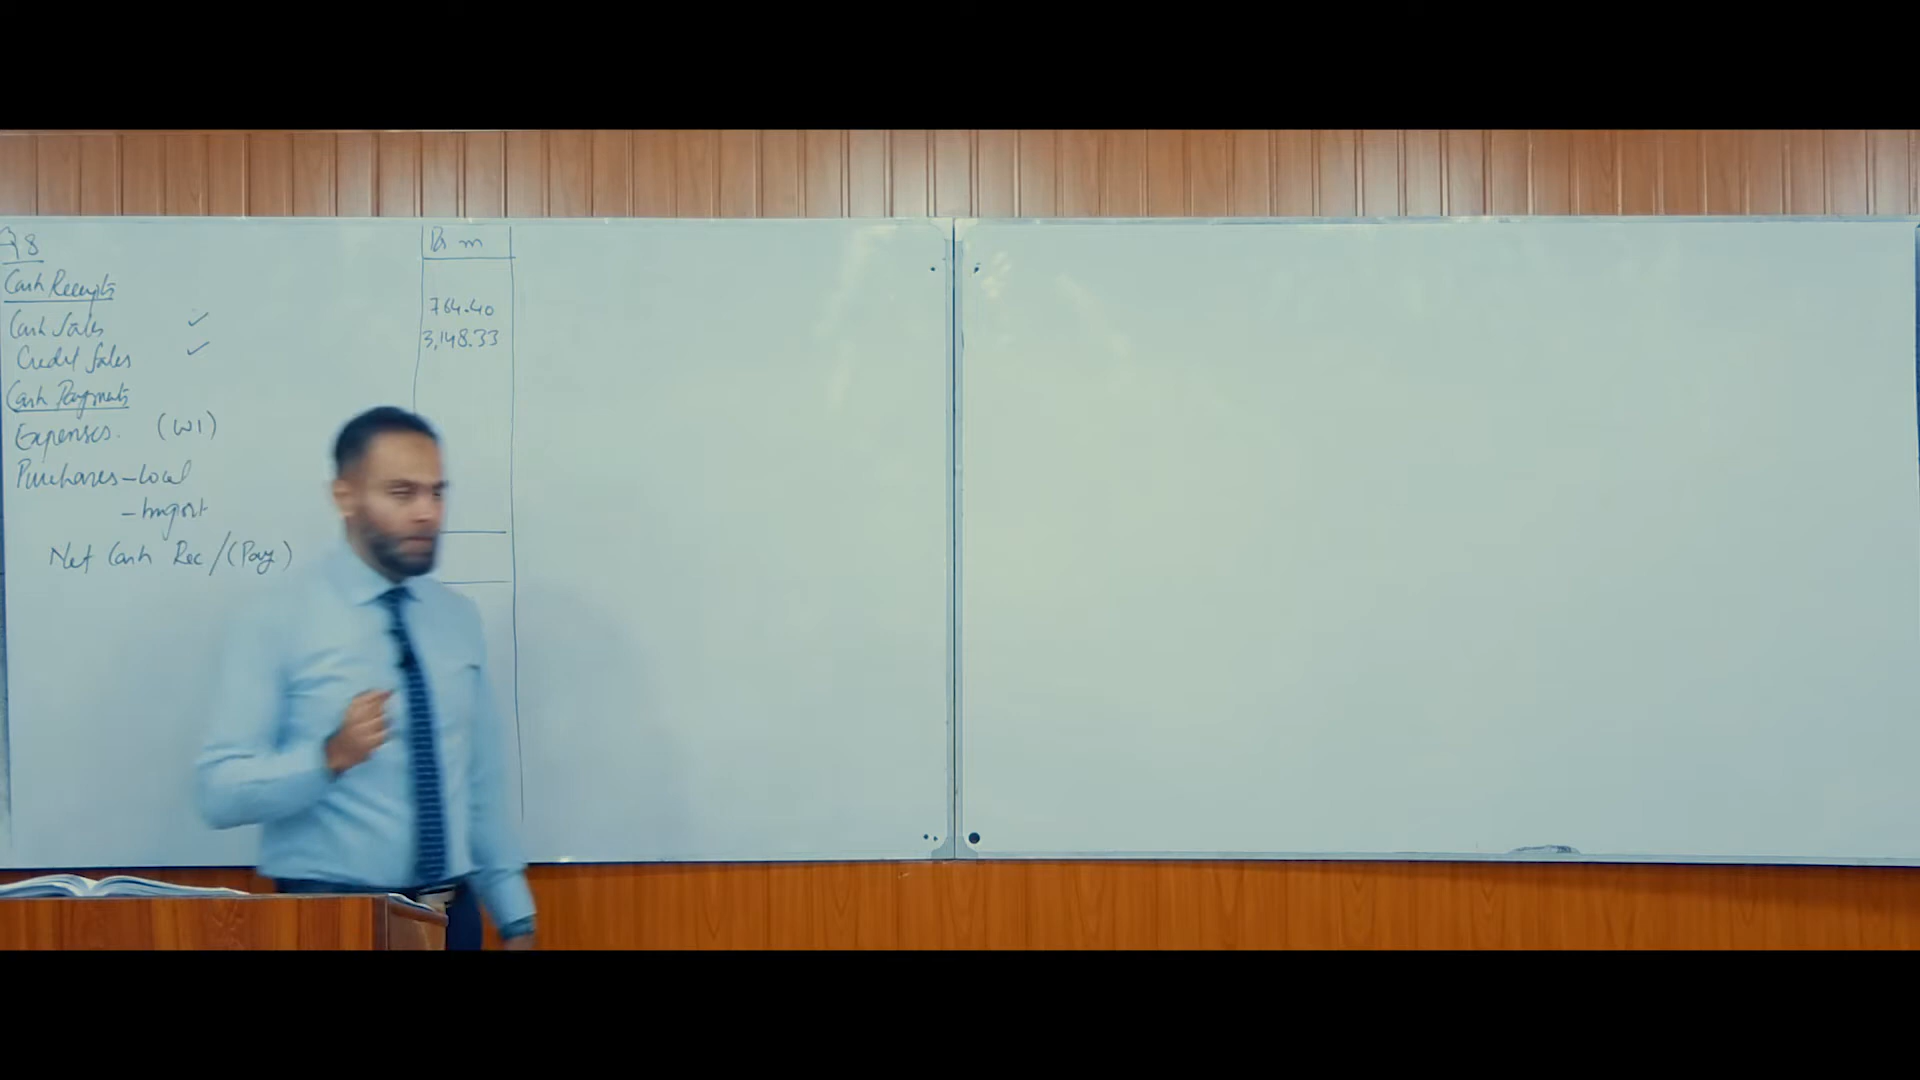 Q8
Rs m
Cash Receipts
Cash Sales ✓ 764.40
Credit Sales ✓ 3,148.33
Cash Payments
Expenses. (W1)
Purchases - Local
- Import
Net Cash Rec/(Pay)